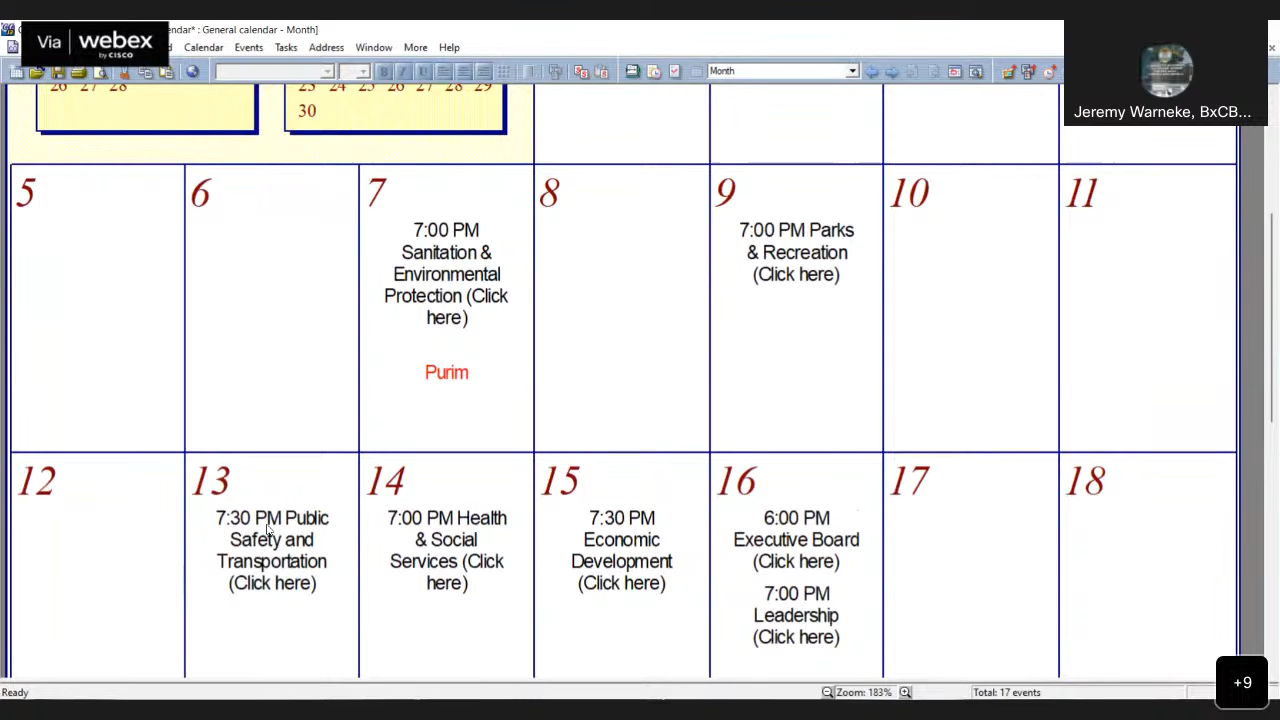 Via webex
by CISCO
endar* : General calendar - Month]
Calendar Events Tasks Address Window More Help
Month
Jeremy Warneke, BxCB...
26 27 28
23 24 25 26 27 28 29
30
5
6
7
8
9
10
11
7:00 PM
Sanitation &
Environmental
Protection (Click
here)
Purim
7:00 PM Parks
& Recreation
(Click here)
12
13
14
15
16
17
18
7:30 PM Public
Safety and
Transportation
(Click here)
7:00 PM Health
& Social
Services (Click
here)
7:30 PM
Economic
Development
(Click here)
6:00 PM
Executive Board
(Click here)
7:00 PM
Leadership
(Click here)
Ready
Zoom: 183%
Total: 17 events
+9